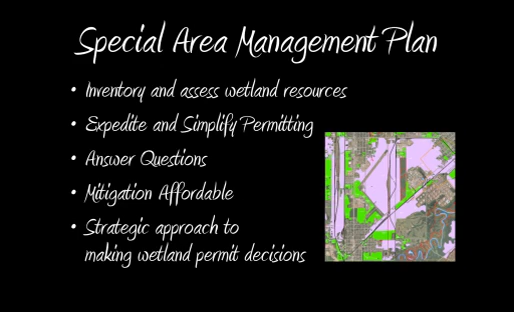 Special Area Management Plan
• Inventory and assess wetland resources
• Expedite and Simplify Permitting
• Answer Questions
• Mitigation Affordable
• Strategic approach to
making wetland permit decisions